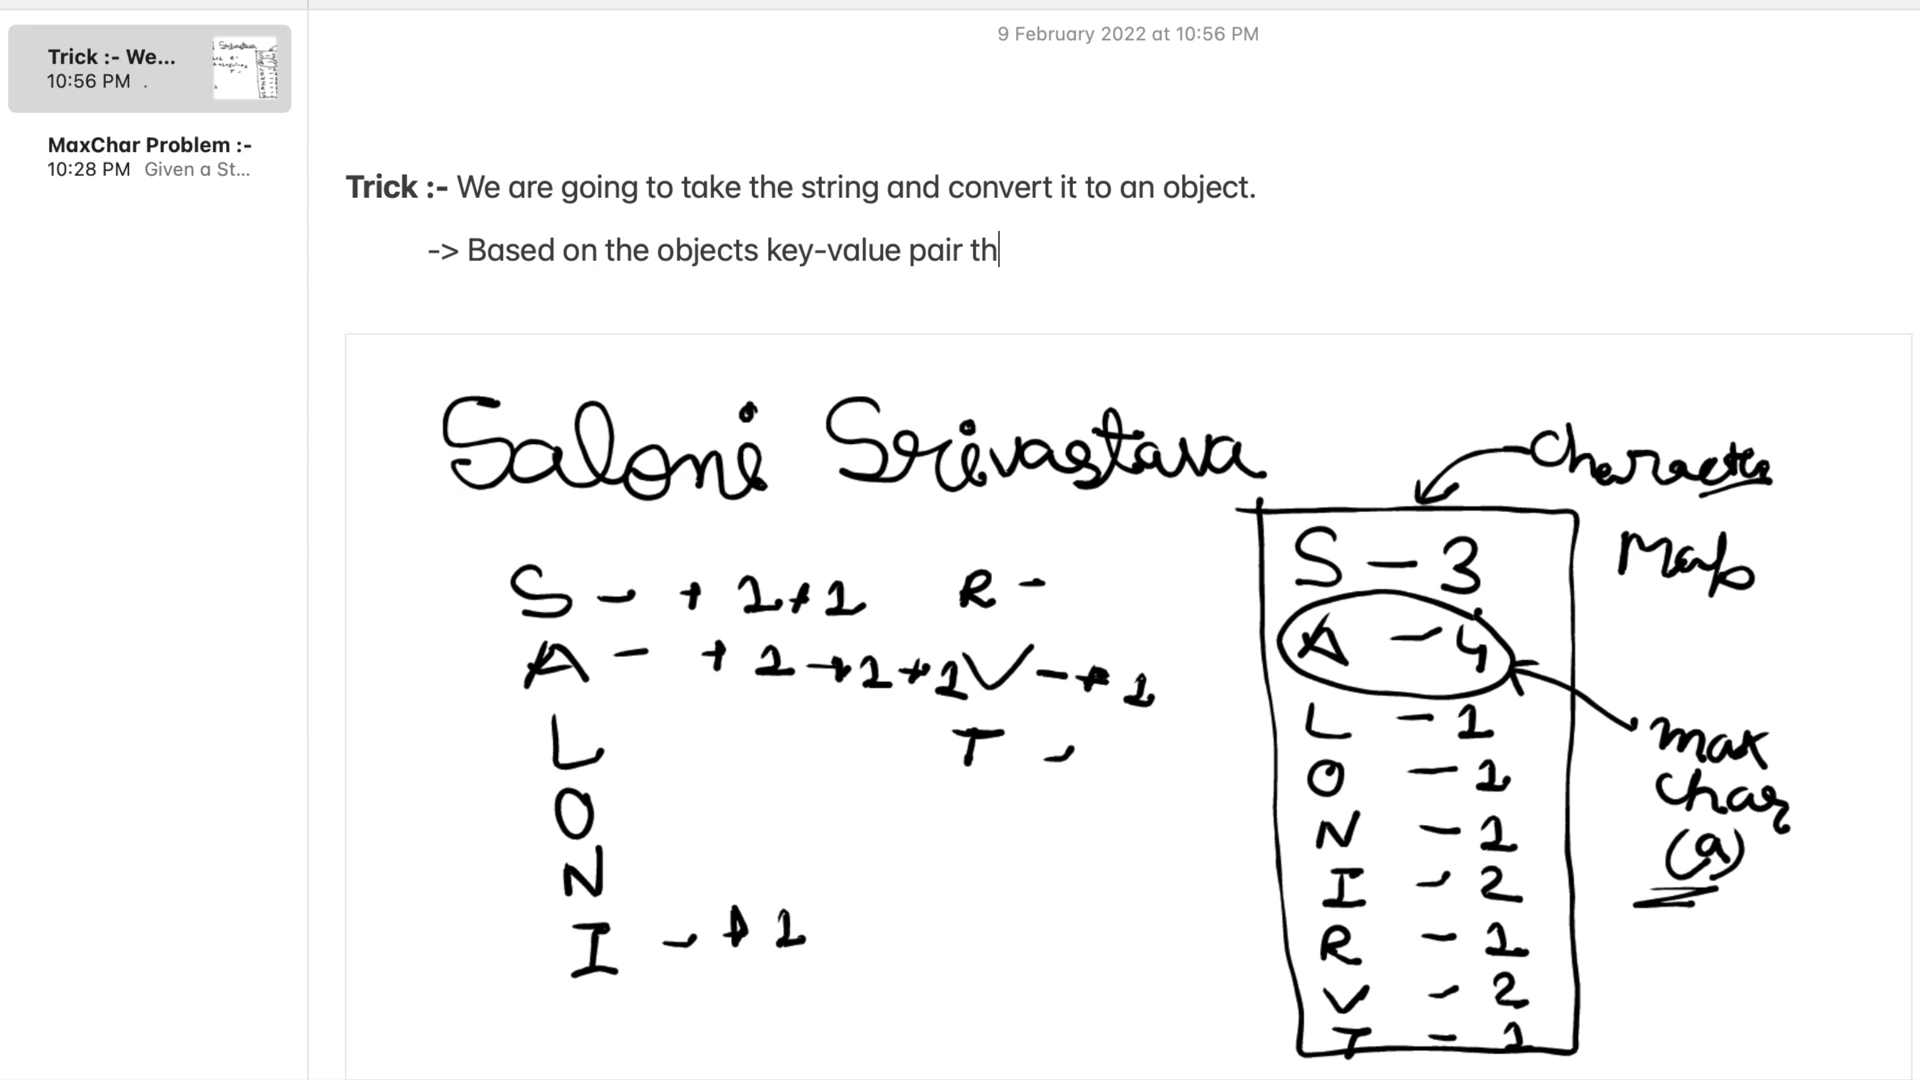 9 February 2022 at 10:56 PM
Trick :- We...
10:56 PM .
MaxChar Problem :-
10:28 PM Given a St...
Trick :- We are going to take the string and convert it to an object.
-> Based on the objects key-value pair th
Saloni Srivastava
S - + 1 + 1
A - + 1 + 1 + 1
L
O
N
I - + 1
R -
V - + 1
T -
Character
Map
S - 3
A - 4
L - 1
O - 1
N - 1
I - 2
R - 1
V - 2
T - 1
max
char
(a)